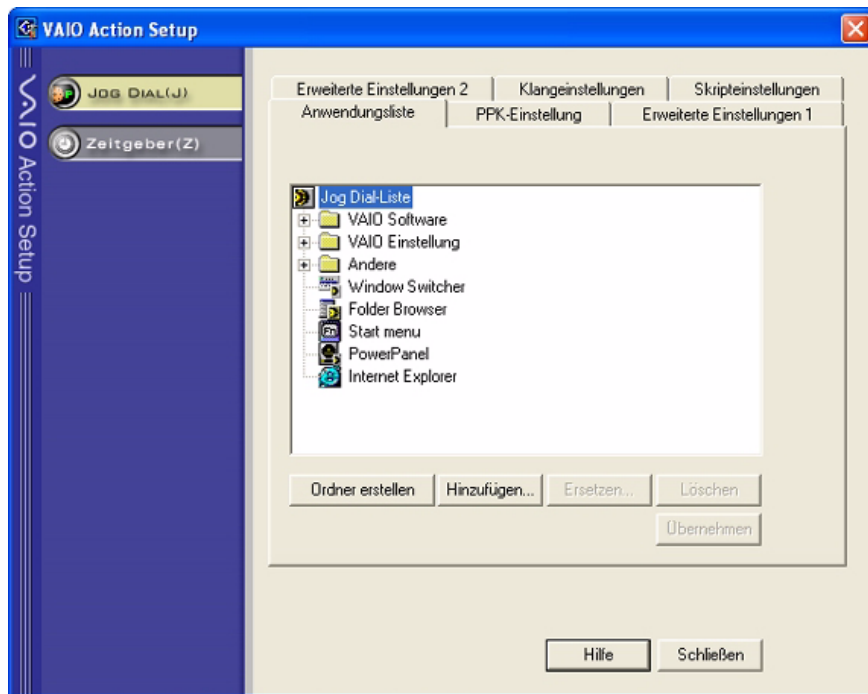 VAIO Action Setup
VAIO Action Setup
JOG DIAL(J)
Zeitgeber(Z)
Erweiterte Einstellungen 2
Klangeinstellungen
Skripteinstellungen
Anwendungsliste
PPK-Einstellung
Erweiterte Einstellungen 1
Jog Dial-Liste
VAIO Software
VAIO Einstellung
Andere
Window Switcher
Folder Browser
Fn
Start menu
PowerPanel
Internet Explorer
Ordner erstellen
Hinzufügen...
Ersetzen...
Löschen
Übernehmen
Hilfe
Schließen